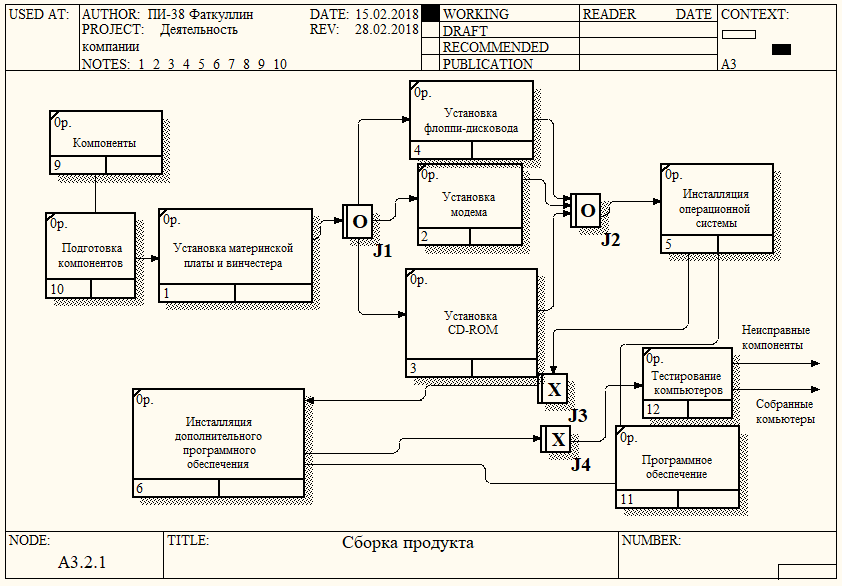 USED AT:
AUTHOR: ПИ-38 Фаткуллин
DATE: 15.02.2018
PROJECT: Деятельность
компании
REV: 28.02.2018
NOTES: 1 2 3 4 5 6 7 8 9 10
WORKING
DRAFT
RECOMMENDED
PUBLICATION
READER DATE
CONTEXT:
A3
0р.
Компоненты
9
0р.
Подготовка
компонентов
10
0р.
Установка материнской
платы и винчестера
1
O
J1
0р.
Установка
флоппи-дисковода
4
0р.
Установка
модема
2
0р.
Установка
CD-ROM
3
O
J2
0р.
Инсталляция
операционной
системы
5
X
J3
0р.
Инсталляция
дополнительного
программного
обеспечения
6
X
J4
0р.
Тестирование
компьютеров
12
Неисправные
компоненты
Собранные
комьютеры
0р.
Программное
обеспечение
11
NODE:
A3.2.1
TITLE:
Сборка продукта
NUMBER: